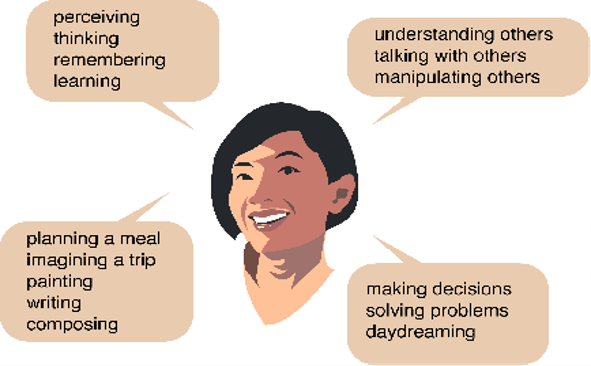 perceiving
thinking
remembering
learning
understanding others
talking with others
manipulating others
planning a meal
imagining a trip
painting
writing
composing
making decisions
solving problems
daydreaming